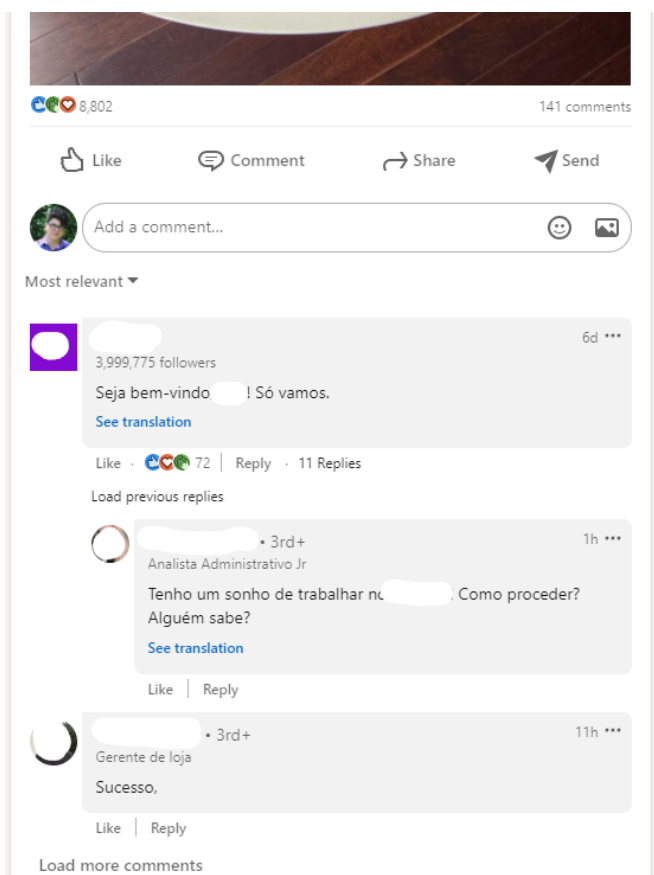 8,802 141 comments
Like Comment Share Send
Add a comment...
Most relevant
6d
3,999,775 followers
Seja bem-vindo ! Só vamos.
See translation
Like · 72 | Reply · 11 Replies
Load previous replies
• 3rd+ 1h
Analista Administrativo Jr
Tenho um sonho de trabalhar no . Como proceder?
Alguém sabe?
See translation
Like | Reply
• 3rd+ 11h
Gerente de loja
Sucesso,
Like | Reply
Load more comments